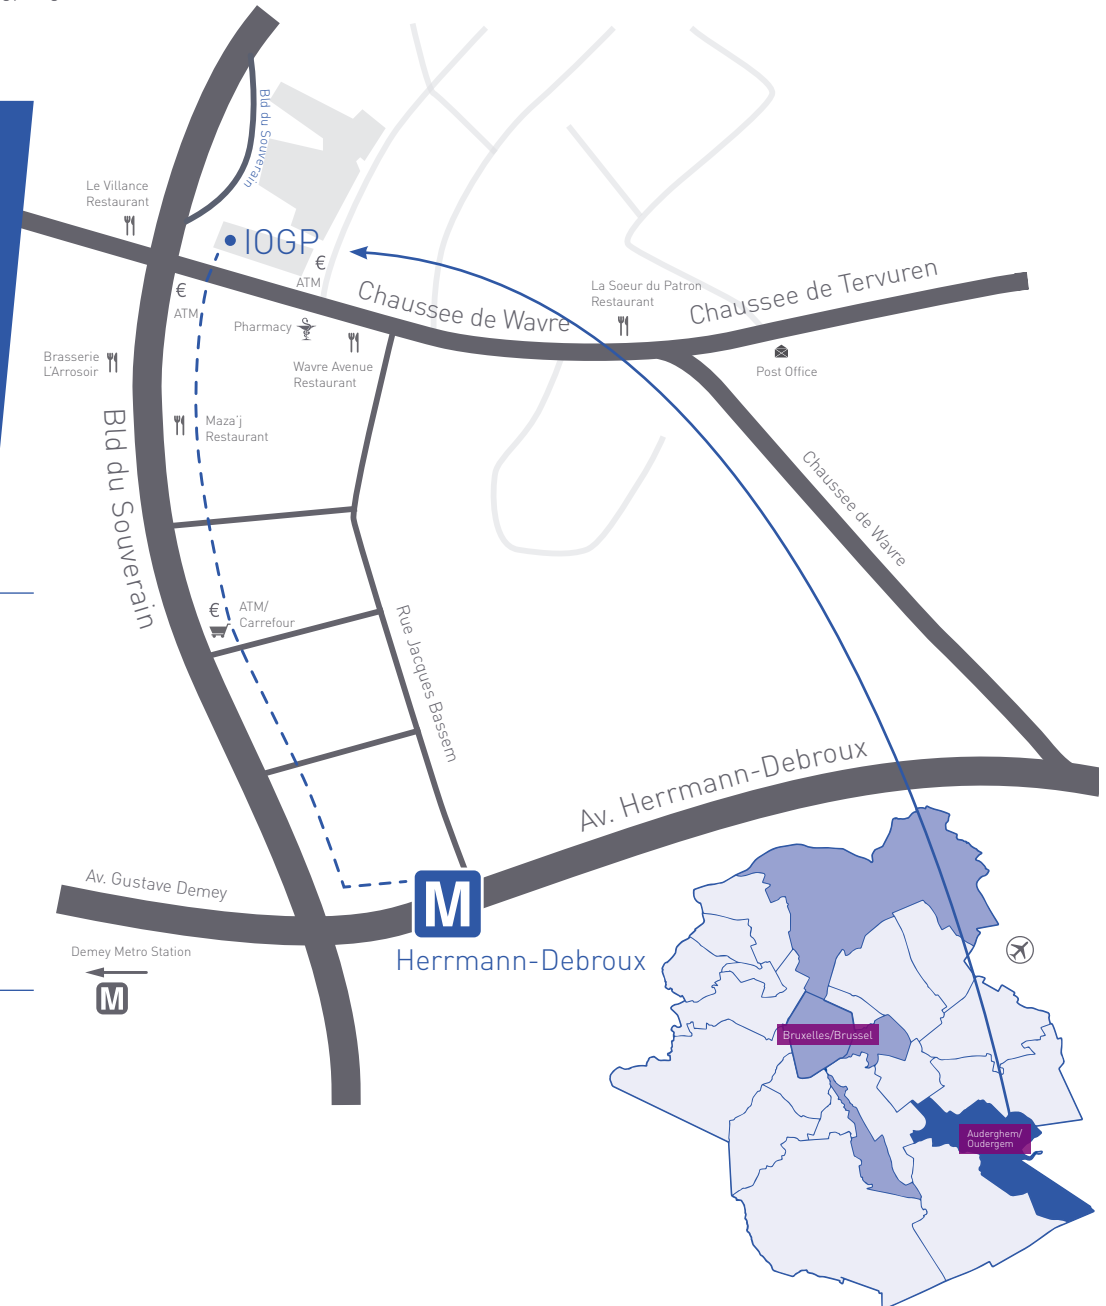 Bld du Souverain
Le Villance
Restaurant
IOGP
€
ATM
€
ATM
Chaussee de Wavre
La Soeur du Patron
Restaurant
Chaussee de Tervuren
Pharmacy
Brasserie
L'Arrosoir
Wavre Avenue
Restaurant
Post Office
Maza'j
Restaurant
Bld du Souverain
Chaussee de Wavre
€
ATM/
Carrefour
Rue Jacques Bassem
Av. Herrmann-Debroux
Av. Gustave Demey
M
Demey Metro Station
M
Herrmann-Debroux
Bruxelles/Brussel
Auderghem/
Oudergem